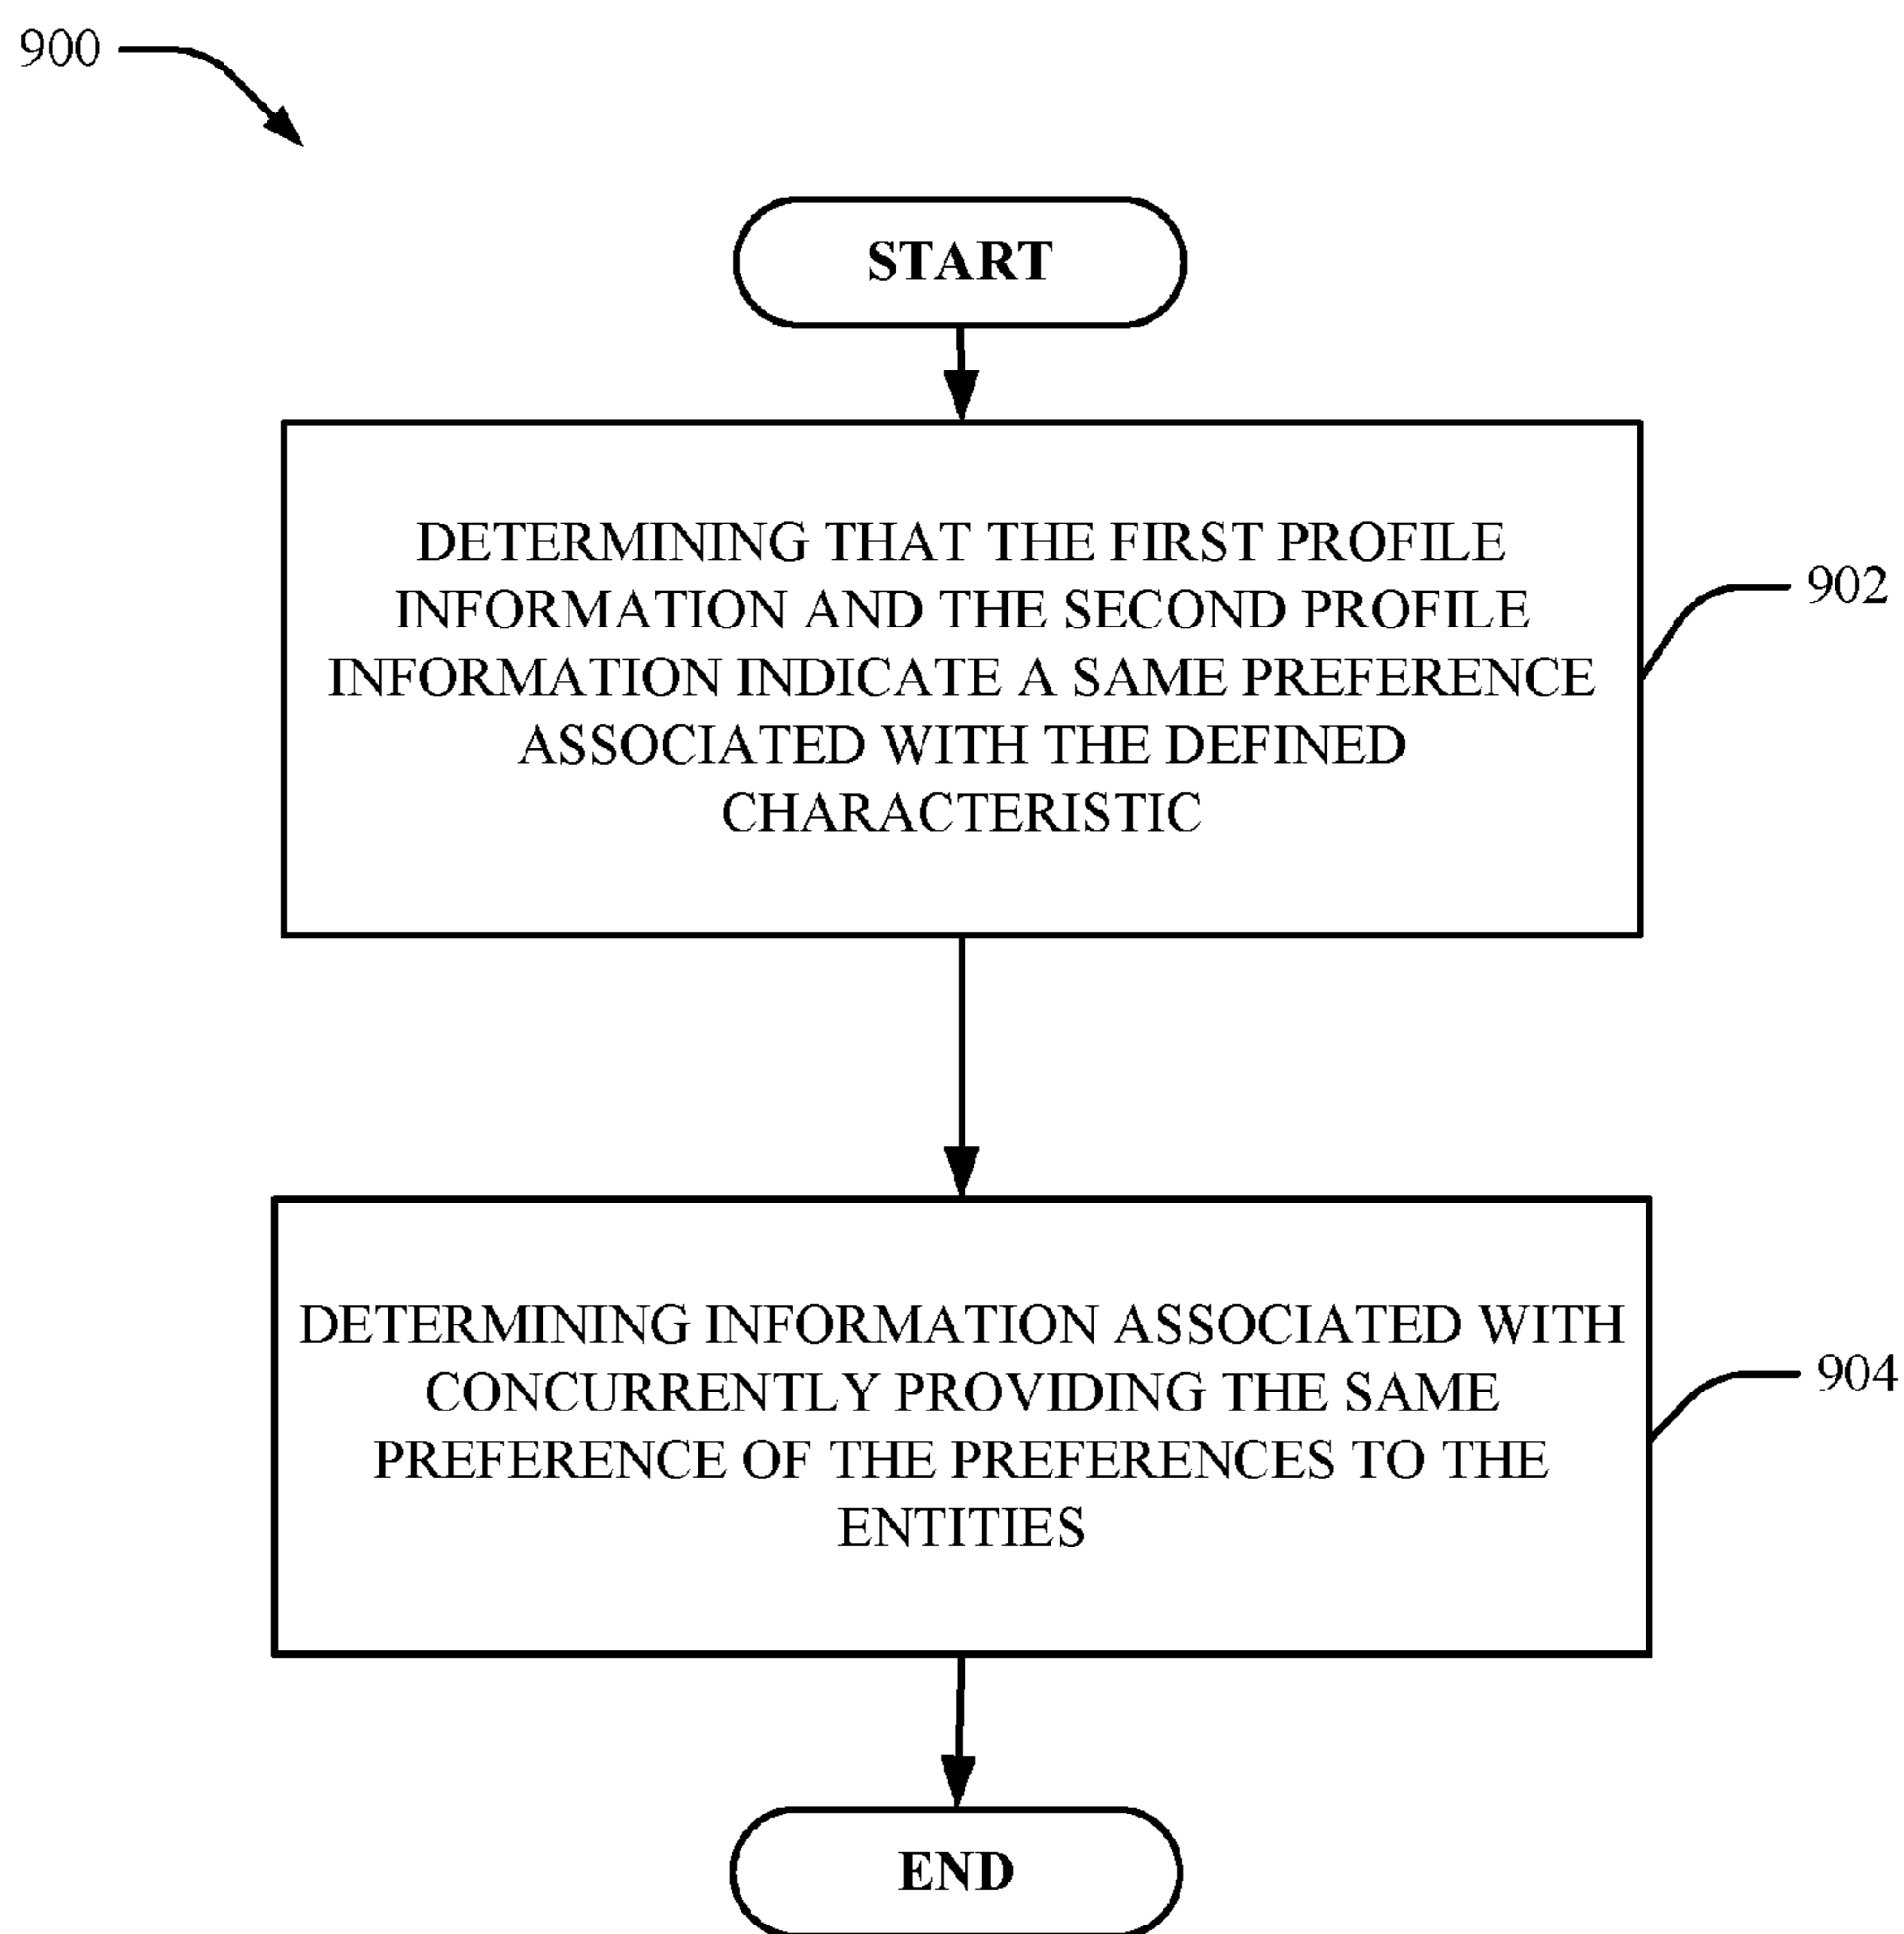 900
START
DETERMINING THAT THE FIRST PROFILE
INFORMATION AND THE SECOND PROFILE
INFORMATION INDICATE A SAME PREFERENCE
ASSOCIATED WITH THE DEFINED
CHARACTERISTIC
902
DETERMINING INFORMATION ASSOCIATED WITH
CONCURRENTLY PROVIDING THE SAME
PREFERENCE OF THE PREFERENCES TO THE
ENTITIES
904
END